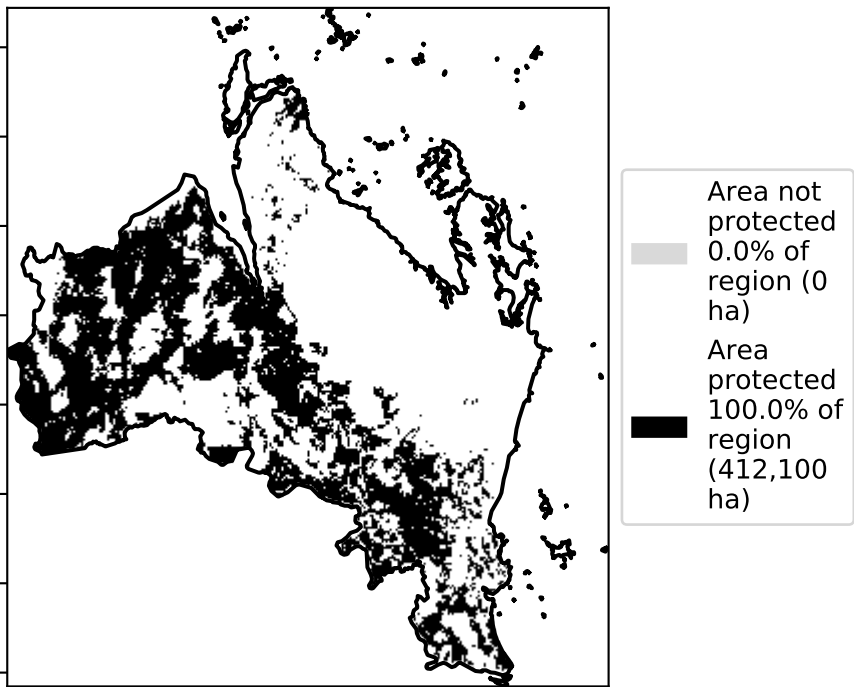 Area not
protected
0.0% of
region (0
ha)
Area
protected
100.0% of
region
(412,100
ha)